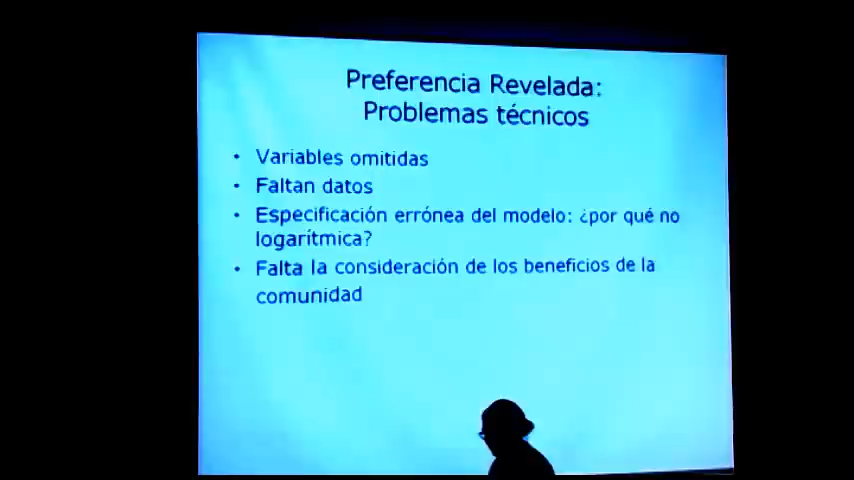 Preferencia Revelada:
Problemas técnicos
• Variables omitidas
• Faltan datos
• Especificación errónea del modelo: ¿por qué no
logarítmica?
• Falta la consideración de los beneficios de la
comunidad